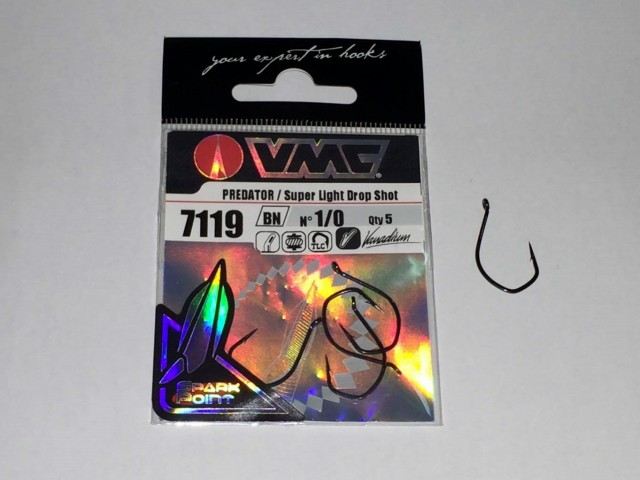 your expert in hooks
VMC®
PREDATOR / Super Light Drop Shot
7119 BN N° 1/0 Qty 5
TLC Vanadium
SPARK
POINT